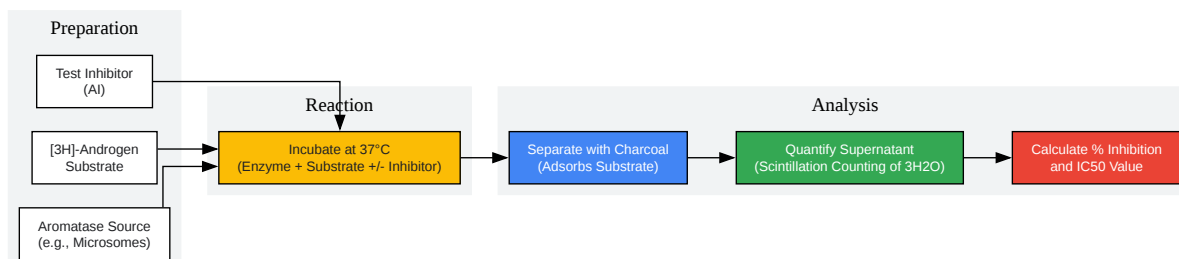 Preparation
Test Inhibitor
(AI)
[3H]-Androgen
Substrate
Aromatase Source
(e.g., Microsomes)
Reaction
Incubate at 37°C
(Enzyme + Substrate +/- Inhibitor)
Analysis
Separate with Charcoal
(Adsorbs Substrate)
Quantify Supernatant
(Scintillation Counting of 3H2O)
Calculate % Inhibition
and IC50 Value